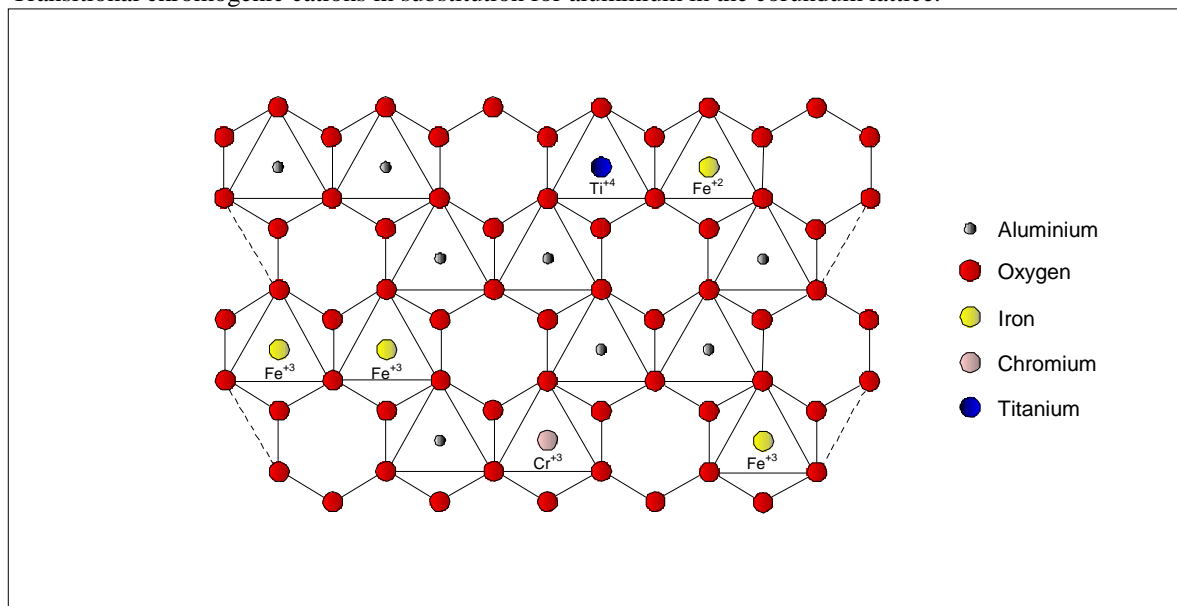 Transitional chromogenic cations in substitution for aluminium in the corundum lattice.
Ti+4
Fe+2
Aluminium
Oxygen
Iron
Fe+3
Fe+3
Chromium
Titanium
Cr+3
Fe+3